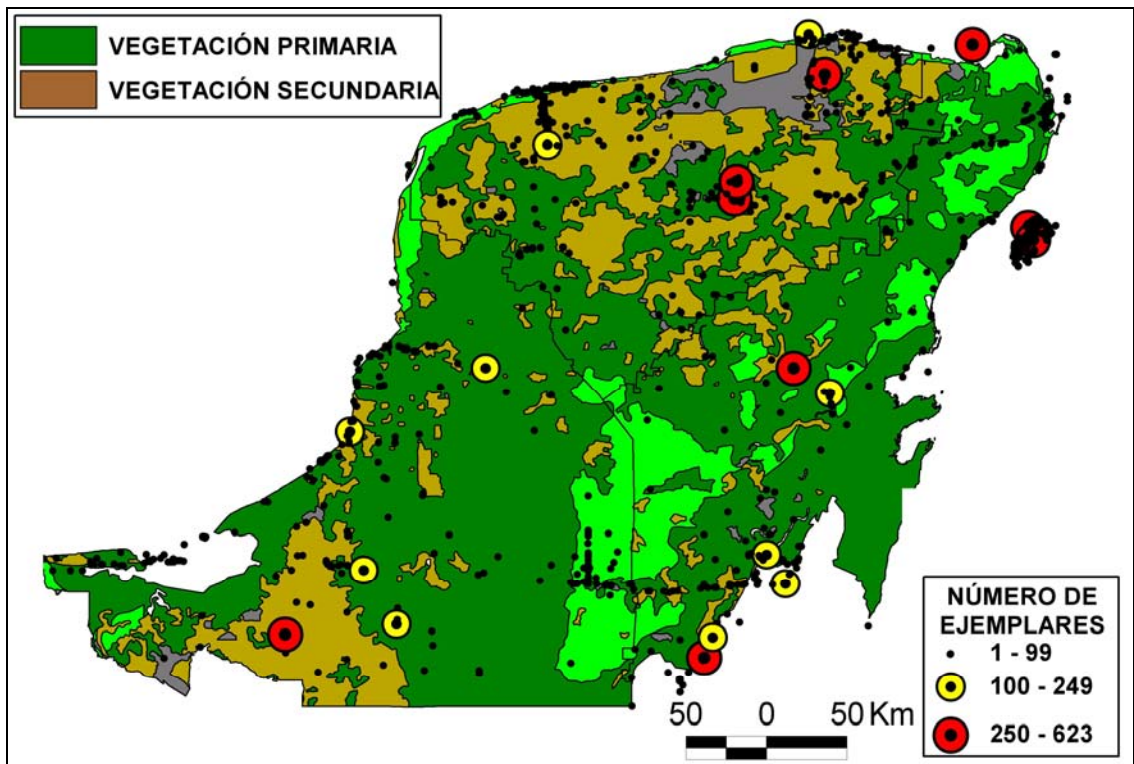 VEGETACIÓN PRIMARIA
VEGETACIÓN SECUNDARIA
NÚMERO DE
EJEMPLARES
1 - 99
100 - 249
250 - 623
50 0 50 Km